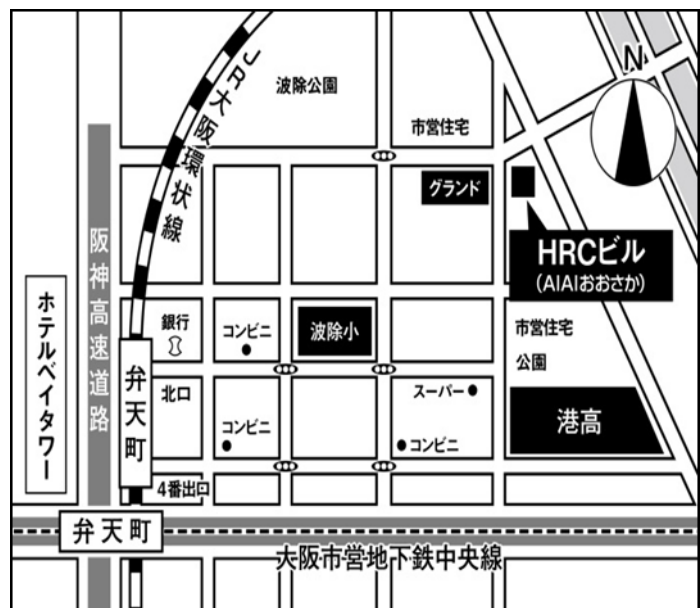 波除公園
N
市営住宅
JR大阪環状線
グランド
阪神高速道路
HRCビル
(AIAIおおさか)
ホテルベイタワー
銀行
コンビニ
波除小
市営住宅
公園
弁天町
北口
スーパー
港高
コンビニ
コンビニ
4番出口
弁天町
大阪市営地下鉄中央線